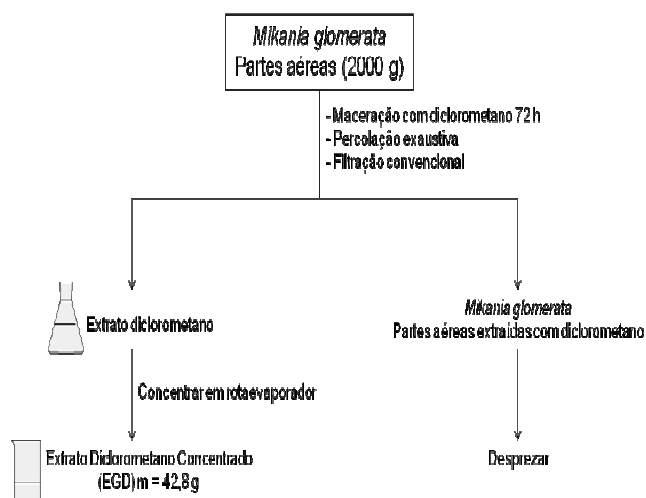 Mikania glomerata
Partes aéreas (2000 g)
- Maceração com diclorometano 72 h
- Percolação exaustiva
- Filtração convencional
Extrato diclorometano
Mikania glomerata
Partes aéreas extraidas com diclorometano
Concentrar em rotaevaporador
Extrato Diclorometano Concentrado
(EGD) m = 42,8 g
Desprezar